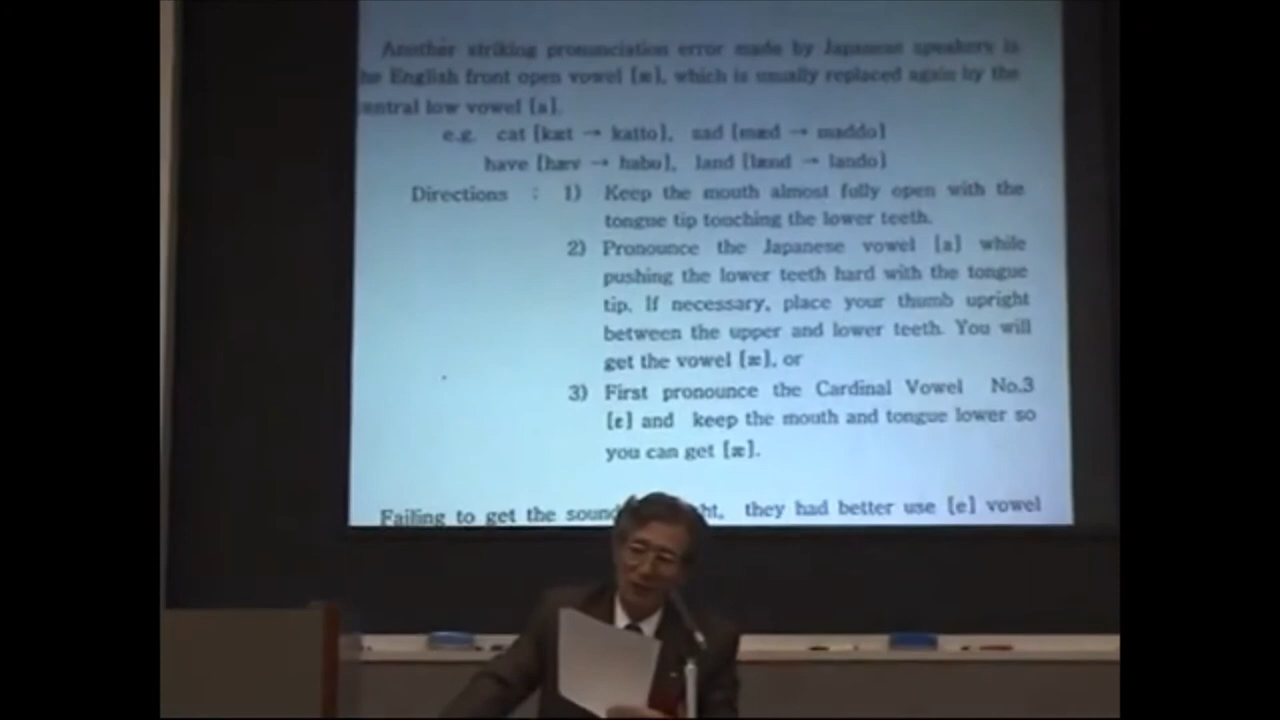 Another striking pronunciation error made by Japanese speakers is
he English front open vowel [æ], which is usually replaced again by the
entral low vowel [a].
e.g. cat [kæt → katto], sad [mæd → maddo]
have [hæv → habu], land [lænd → lando]
Directions : 1) Keep the mouth almost fully open with the
tongue tip touching the lower teeth.
2) Pronounce the Japanese vowel [a] while
pushing the lower teeth hard with the tongue
tip. If necessary, place your thumb upright
between the upper and lower teeth. You will
get the vowel [æ], or
3) First pronounce the Cardinal Vowel No.3
[ɛ] and keep the mouth and tongue lower so
you can get [æ].
Failing to get the sound ht, they had better use [e] vowel